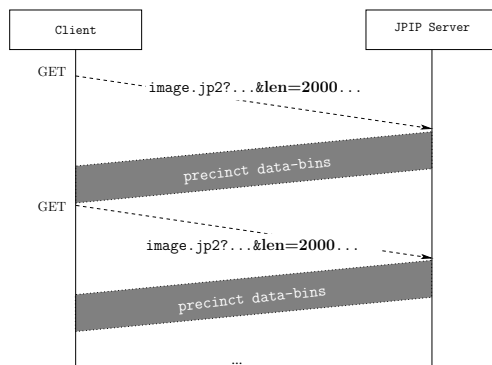 Client
JPIP Server
GET
image.jp2?...&len=2000...
precinct data-bins
GET
image.jp2?...&len=2000...
precinct data-bins
...